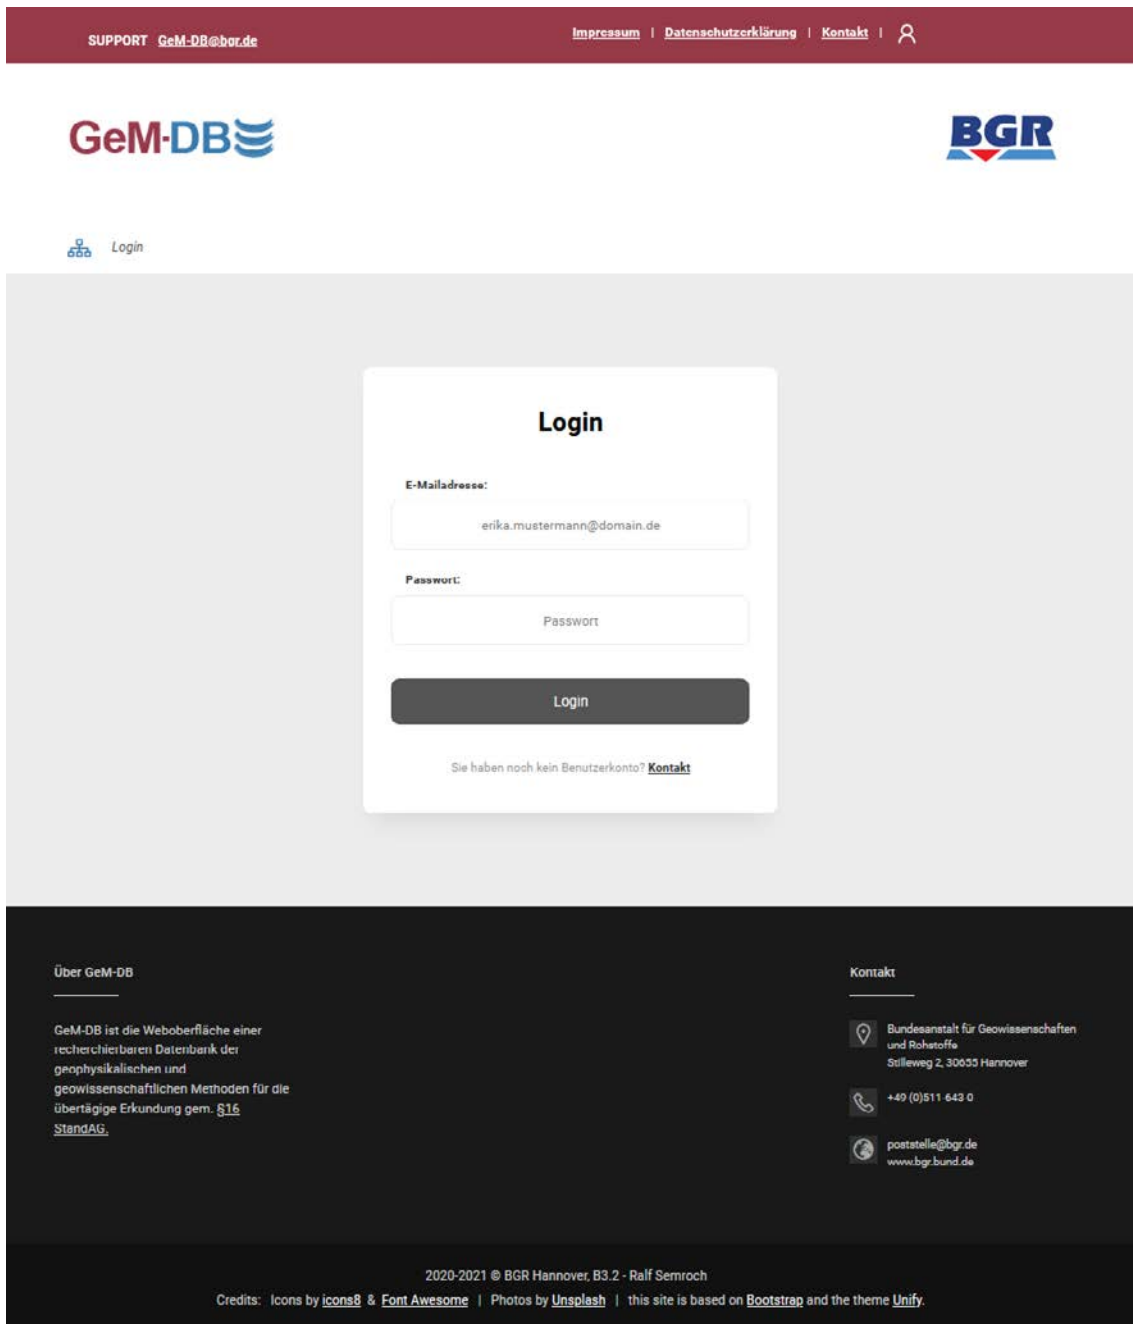 SUPPORT GeM-DB@bgr.de
Impressum | Datenschutzerklärung | Kontakt |
GeM-DB
BGR
Login
Login
E-Mailadresse:
erika.mustermann@domain.de
Passwort:
Passwort
Login
Sie haben noch kein Benutzerkonto? Kontakt
Über GeM-DB
GeM-DB ist die Weboberfläche einer
recherchierbaren Datenbank der
geophysikalischen und
geowissenschaftlichen Methoden für die
übertägige Erkundung gem. §16
StandAG.
Kontakt
Bundesanstalt für Geowissenschaften
und Rohstoffe
Stilleweg 2, 30655 Hannover
+49 (0)511 643 0
poststelle@bgr.de
www.bgr.bund.de
2020-2021 © BGR Hannover, B3.2 - Ralf Semroch
Credits: Icons by icons8 & Font Awesome | Photos by Unsplash | this site is based on Bootstrap and the theme Unify.